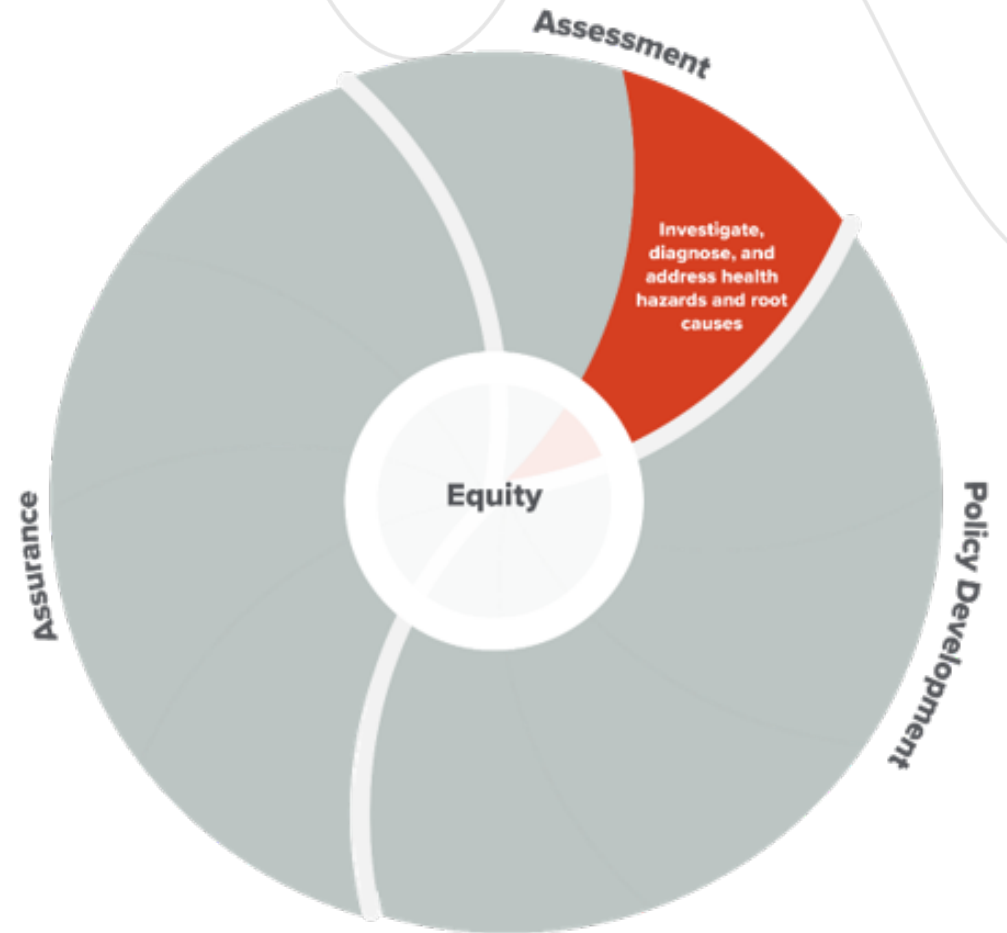 Assessment
Investigate,
diagnose, and
address health
hazards and root
causes
Equity
Assurance
Policy Development